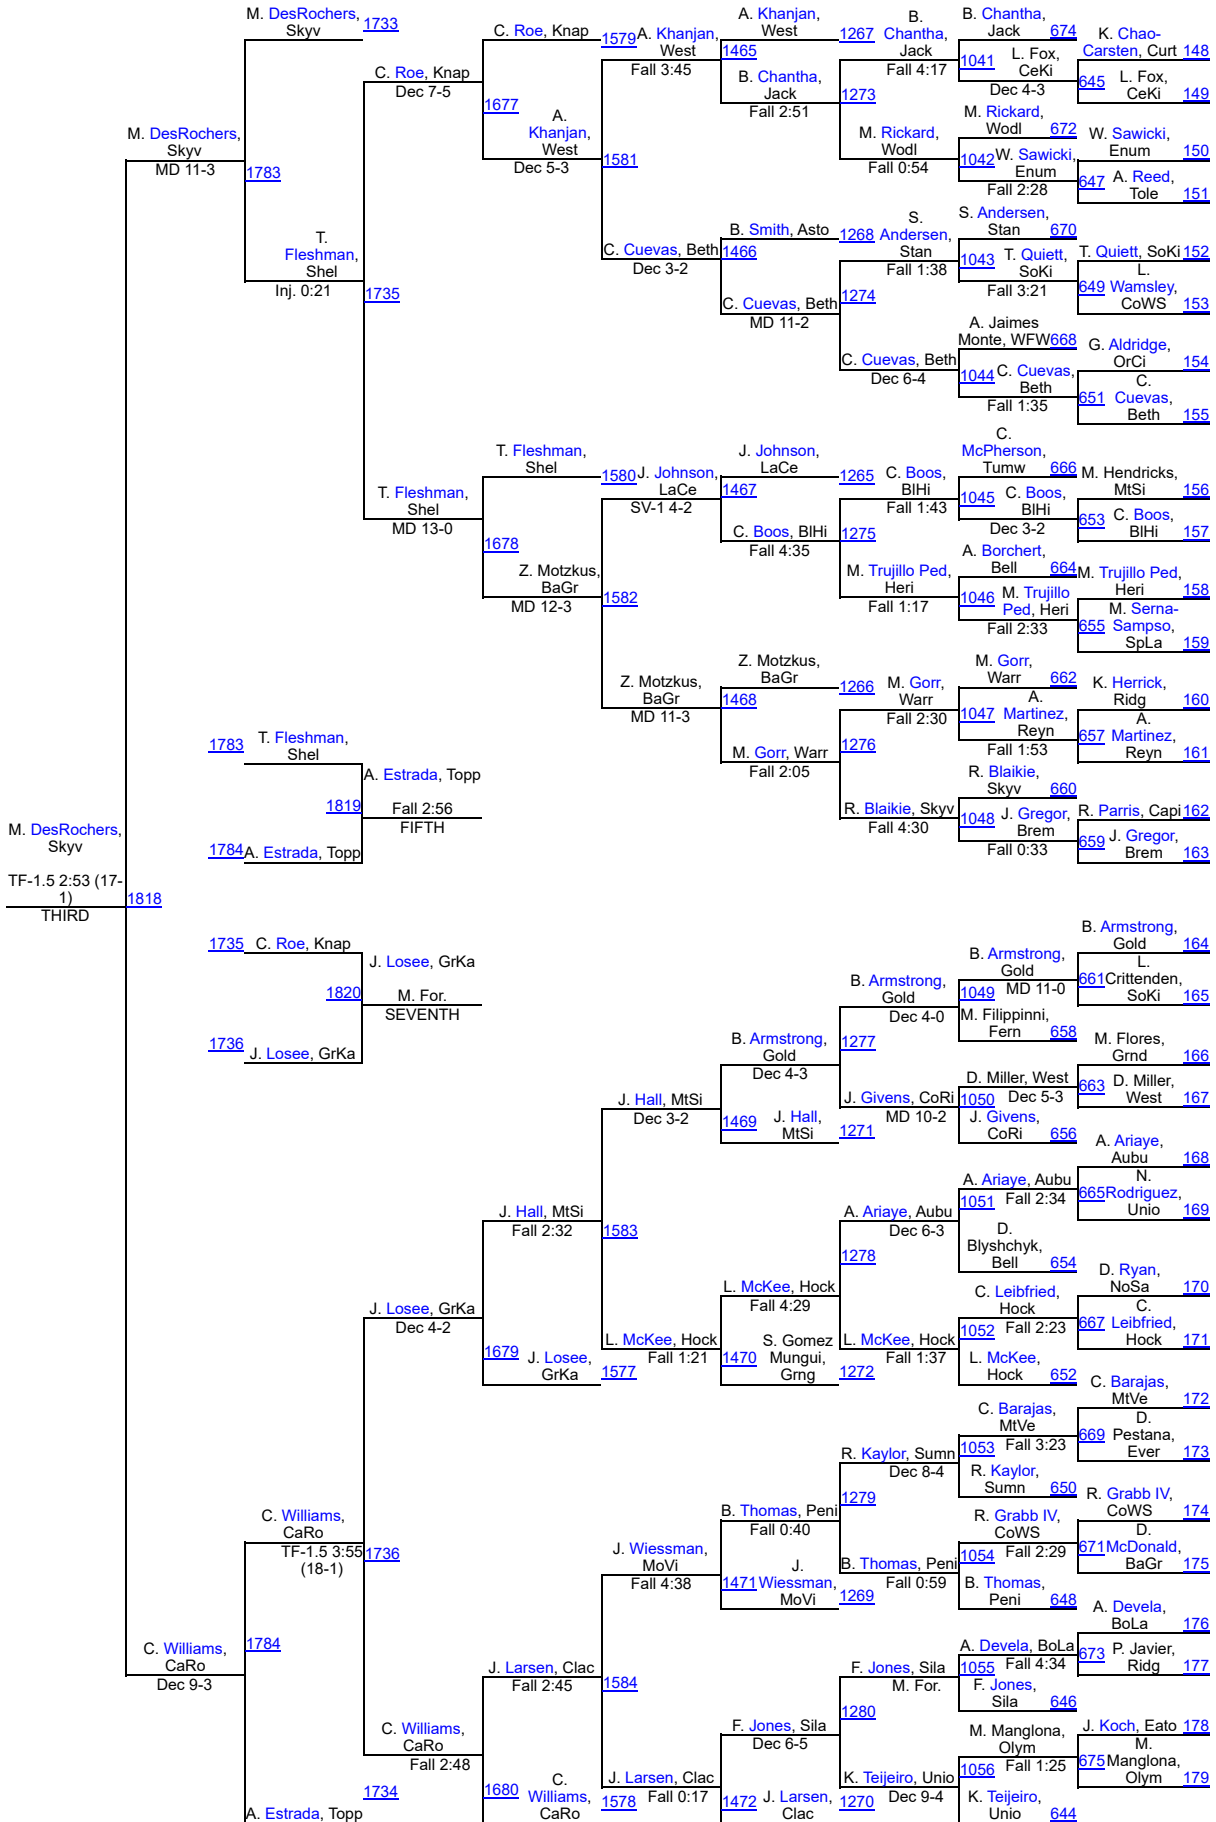 M. DesRochers,
Skyv
1733
C. Roe, Knap
1579
A. Khanjan,
West
Fall 3:45
A. Khanjan,
West
1267
1465
B.
Chantha,
Jack
Fall 4:17
B. Chantha,
Jack
674
K. Chao-
Carsten, Curt
148
1041
L. Fox,
CeKi
Dec 4-3
645
L. Fox,
CeKi
149
C. Roe, Knap
Dec 7-5
1677
B. Chantha,
Jack
Fall 2:51
1273
M. Rickard,
Wodl
672
W. Sawicki,
Enum
150
A.
Khanjan,
West
Dec 5-3
1581
M. Rickard,
Wodl
Fall 0:54
1042
W. Sawicki,
Enum
Fall 2:28
647
A. Reed,
Tole
151
M. DesRochers,
Skyv
MD 11-3
1783
B. Smith, Asto
1268
S.
Andersen,
Stan
Fall 1:38
S. Andersen,
Stan
670
T.
Fleshman,
Shel
Inj. 0:21
1735
C. Cuevas, Beth
Dec 3-2
1466
1043
T. Quiett,
SoKi
Fall 3:21
T. Quiett, SoKi
152
649
L.
Wamsley,
CoWS
153
C. Cuevas, Beth
MD 11-2
1274
A. Jaimes
Monte, WFW
668
G. Aldridge,
OrCi
154
C. Cuevas, Beth
Dec 6-4
1044
C. Cuevas,
Beth
Fall 1:35
651
C.
Cuevas,
Beth
155
T. Fleshman,
Shel
1580
J. Johnson,
LaCe
SV-1 4-2
J. Johnson,
LaCe
1265
1467
C. Boos,
BlHi
Fall 1:43
C.
McPherson,
Tumw
666
M. Hendricks,
MtSi
156
T. Fleshman,
Shel
MD 13-0
1678
1045
C. Boos,
BlHi
Dec 3-2
653
C. Boos,
BlHi
157
C. Boos, BlHi
Fall 4:35
1275
A. Borchert,
Bell
664
Z. Motzkus,
BaGr
MD 12-3
1582
M. Trujillo Ped,
Heri
Fall 1:17
1046
M. Trujillo
Ped, Heri
Fall 2:33
M. Trujillo Ped,
Heri
158
655
M. Serna-
Sampso,
SpLa
159
Z. Motzkus,
BaGr
MD 11-3
Z. Motzkus,
BaGr
1266
1468
M. Gorr,
Warr
Fall 2:30
M. Gorr,
Warr
662
K. Herrick,
Ridg
160
1047
A.
Martinez,
Reyn
Fall 1:53
657
A.
Martinez,
Reyn
161
1783
T. Fleshman,
Shel
A. Estrada, Topp
M. Gorr, Warr
Fall 2:05
1276
R. Blaikie,
Skyv
660
1819
Fall 2:56
FIFTH
R. Blaikie, Skyv
Fall 4:30
1048
J. Gregor,
Brem
Fall 0:33
R. Parris, Capi
162
659
J. Gregor,
Brem
163
1784
A. Estrada, Topp
M. DesRochers,
Skyv
TF-1.5 2:53 (17-
1)
THIRD
1818
1735
C. Roe, Knap
J. Losee, GrKa
1820
M. For.
SEVENTH
1736
J. Losee, GrKa
B. Armstrong,
Gold
164
B. Armstrong,
Gold
1049
MD 11-0
661
L.
Crittenden,
SoKi
165
B. Armstrong,
Gold
Dec 4-0
1277
M. Filippinni,
Fern
658
M. Flores,
Grnd
166
B. Armstrong,
Gold
Dec 4-3
D. Miller, West
1050
Dec 5-3
663
D. Miller,
West
167
J. Hall, MtSi
Dec 3-2
1469
J. Hall,
MtSi
1271
J. Givens, CoRi
MD 10-2
J. Givens,
CoRi
656
A. Ariaye,
Aubu
168
A. Ariaye, Aubu
1051
Fall 2:34
665
N.
Rodriguez,
Unio
169
J. Hall, MtSi
Fall 2:32
1583
A. Ariaye, Aubu
Dec 6-3
1278
D.
Blyshchyk,
Bell
654
D. Ryan,
NoSa
170
J. Losee, GrKa
Dec 4-2
L. McKee, Hock
Fall 4:29
C. Leibfried,
Hock
1052
Fall 2:23
667
C.
Leibfried,
Hock
171
1679
J. Losee,
GrKa
1577
L. McKee, Hock
Fall 1:21
1470
S. Gomez
Mungui,
Grng
1272
L. McKee, Hock
Fall 1:37
L. McKee,
Hock
652
C. Barajas,
MtVe
172
C. Barajas,
MtVe
1053
Fall 3:23
669
D.
Pestana,
Ever
173
R. Kaylor, Sumn
Dec 8-4
1279
R. Kaylor,
Sumn
650
R. Grabb IV,
CoWS
174
B. Thomas, Peni
Fall 0:40
R. Grabb IV,
CoWS
1054
Fall 2:29
671
D.
McDonald,
BaGr
175
C. Williams,
CaRo
TF-1.5 3:55
(18-1)
1736
J. Wiessman,
MoVi
Fall 4:38
1471
J.
Wiessman,
MoVi
1269
B. Thomas, Peni
Fall 0:59
B. Thomas,
Peni
648
A. Devela,
BoLa
176
C. Williams,
CaRo
Dec 9-3
1784
A. Devela, BoLa
1055
Fall 4:34
673
P. Javier,
Ridg
177
J. Larsen, Clac
Fall 2:45
1584
F. Jones, Sila
M. For.
1280
F. Jones,
Sila
646
C. Williams,
CaRo
Fall 2:48
F. Jones, Sila
Dec 6-5
M. Manglona,
Olym
1056
Fall 1:25
J. Koch, Eato
178
675
M.
Manglona,
Olym
179
1734
A. Estrada, Topp
1680
C.
Williams,
CaRo
1578
J. Larsen, Clac
Fall 0:17
1472
J. Larsen,
Clac
1270
K. Teijeiro, Unio
Dec 9-4
K. Teijeiro,
Unio
644